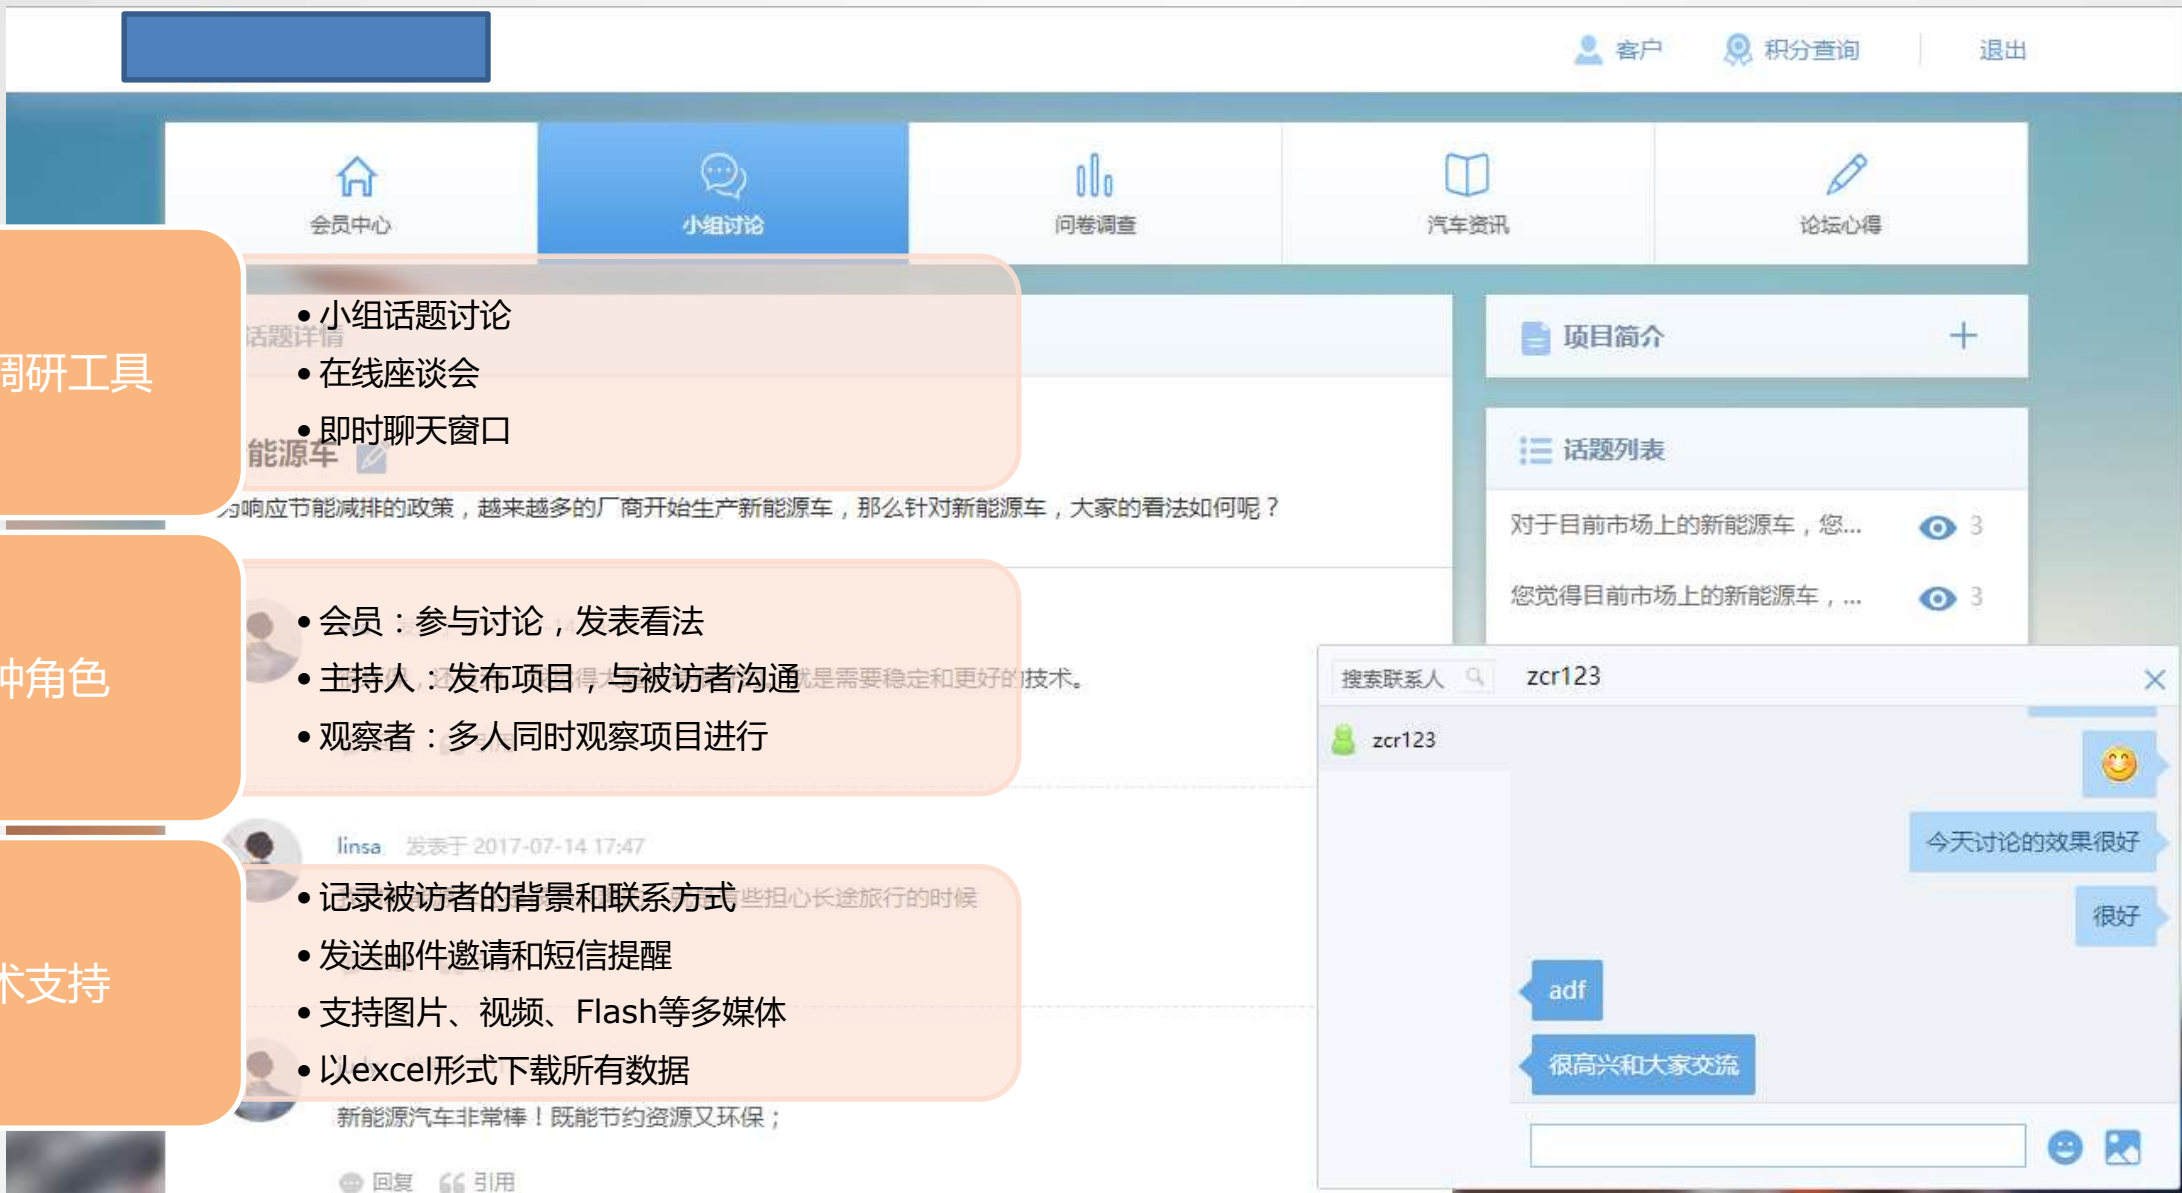 客户 积分查询 退出
会员中心 小组讨论 问卷调查 汽车资讯 论坛心得
调研工具
• 小组话题讨论
• 在线座谈会
• 即时聊天窗口
话题详情
能源车
为响应节能减排的政策，越来越多的厂商开始生产新能源车，那么针对新能源车，大家的看法如何呢？
种角色
• 会员：参与讨论，发表看法
• 主持人：发布项目，与被访者沟通
• 观察者：多人同时观察项目进行
就是需要稳定和更好的技术。
引用
linsa 发表于 2017-07-14 17:47
术支持
• 记录被访者的背景和联系方式
• 发送邮件邀请和短信提醒
• 支持图片、视频、Flash等多媒体
• 以excel形式下载所有数据
些担心长途旅行的时候
新能源汽车非常棒！既能节约资源又环保；
回复 引用
项目简介
话题列表
对于目前市场上的新能源车，您... 3
您觉得目前市场上的新能源车，... 3
搜索联系人 zcr123
zcr123
今天讨论的效果很好
很好
adf
很高兴和大家交流